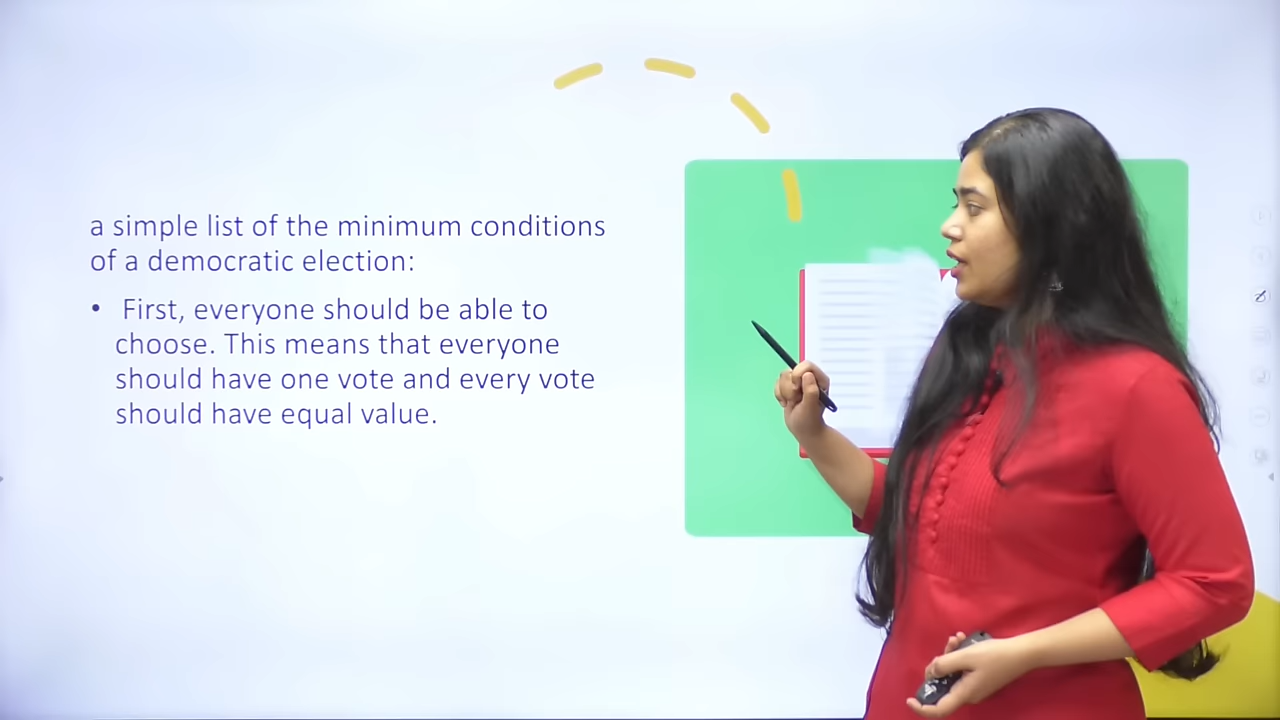 a simple list of the minimum conditions
of a democratic election:
• First, everyone should be able to
choose. This means that everyone
should have one vote and every vote
should have equal value.